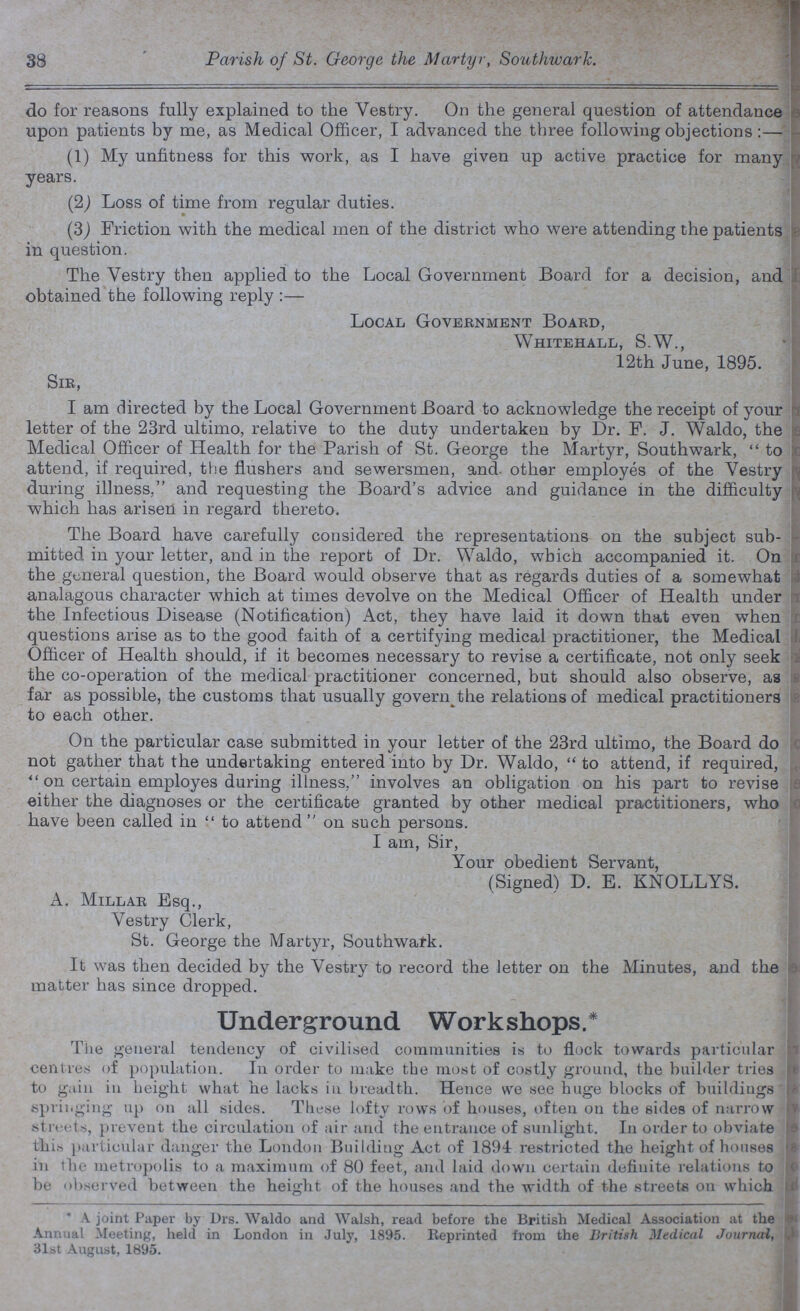 38 Parish of St. George the Martyr, Southwark.
do for reasons fully explained to the Vestry. On the general question of attendance
upon patients by me, as Medical Officer, I advanced the three following objections :—
(1) My unfitness for this work, as I have given up active practice for many
years.
(2) Loss of time from regular duties.
(3) Friction with the medical men of the district who were attending the patients
in question.
The Vestry then applied to the Local Government Board for a decision, and
obtained the following reply :—
Local Government Board,
Whitehall, S.W.,
12th June, 1895.
Sir,
I am directed by the Local Government Board to acknowledge the receipt of your
letter of the 23rd ultimo, relative to the duty undertaken by Dr. F. J. Waldo, the
Medical Officer of Health for the Parish of St. George the Martyr, Southwark, “ to
attend, if required, the flushers and sewersmen, and other employés of the Vestry
during illness,” and requesting the Board’s advice and guidance in the difficulty
which has arisen in regard thereto.
The Board have carefully considered the representations on the subject sub-
mitted in your letter, and in the report of Dr. Waldo, which accompanied it. On
the general question, the Board would observe that as regards duties of a somewhat
analagous character which at times devolve on the Medical Officer of Health under
the Infectious Disease (Notification) Act, they have laid it down that even when
questions arise as to the good faith of a certifying medical practitioner, the Medical
Officer of Health should, if it becomes necessary to revise a certificate, not only seek
the co-operation of the medical practitioner concerned, but should also observe, as
far as possible, the customs that usually govern the relations of medical practitioners
to each other.
On the particular case submitted in your letter of the 23rd ultimo, the Board do
not gather that the undertaking entered into by Dr. Waldo, “ to attend, if required,
“ on certain employes during illness,” involves an obligation on his part to revise
either the diagnoses or the certificate granted by other medical practitioners, who
have been called in “ to attend ” on such persons.
I am, Sir,
Your obedient Servant,
(Signed) D. E. KNOLLYS.
A. Millar Esq.,
Vestry Clerk,
St. George the Martyr, Southwark.
It was then decided by the Vestry to record the letter on the Minutes, and the
matter has since dropped.
Underground Workshops.*
The general tendency of civilised communities is to flock towards particular
centres of population. In order to make the most of costly ground, the builder tries
to gain in height what he lacks in breadth. Hence we see huge blocks of buildings
springing up on all sides. These lofty rows of houses, often on the sides of narrow
streets, prevent the circulation of air and the entrance of sunlight. In order to obviate
this particular danger the London Building Act of 1894 restricted the height of houses
in the metropolis to a maximum of 80 feet, and laid down certain definite relations to
be observed between the height of the houses and the width of the streets on which
* A joint Paper by Drs. Waldo and Walsh, read before the British Medical Association at the
Annual Meeting, held in London in July, 1895. Reprinted from the British Medical Journal,
31st August, 1895.